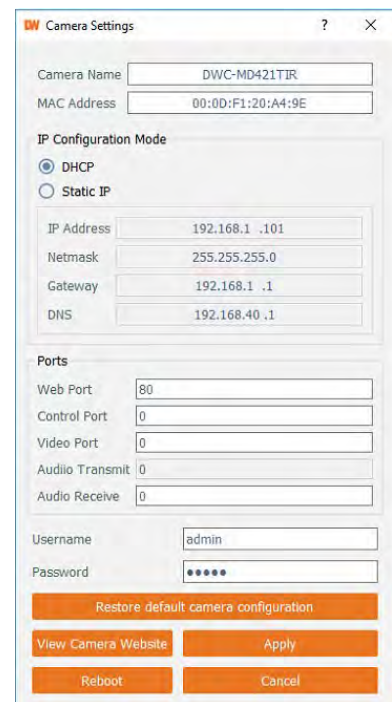 DW Camera Settings ? ×
Camera Name DWC-MD421TIR
MAC Address 00:0D:F1:20:A4:9E
IP Configuration Mode
DHCP
Static IP
IP Address 192.168.1 .101
Netmask 255.255.255.0
Gateway 192.168.1 .1
DNS 192.168.40 .1
Ports
Web Port 80
Control Port 0
Video Port 0
Audiio Transmit 0
Audio Receive 0
Username admin
Password •••••
Restore default camera configuration
View Camera Website Apply
Reboot Cancel